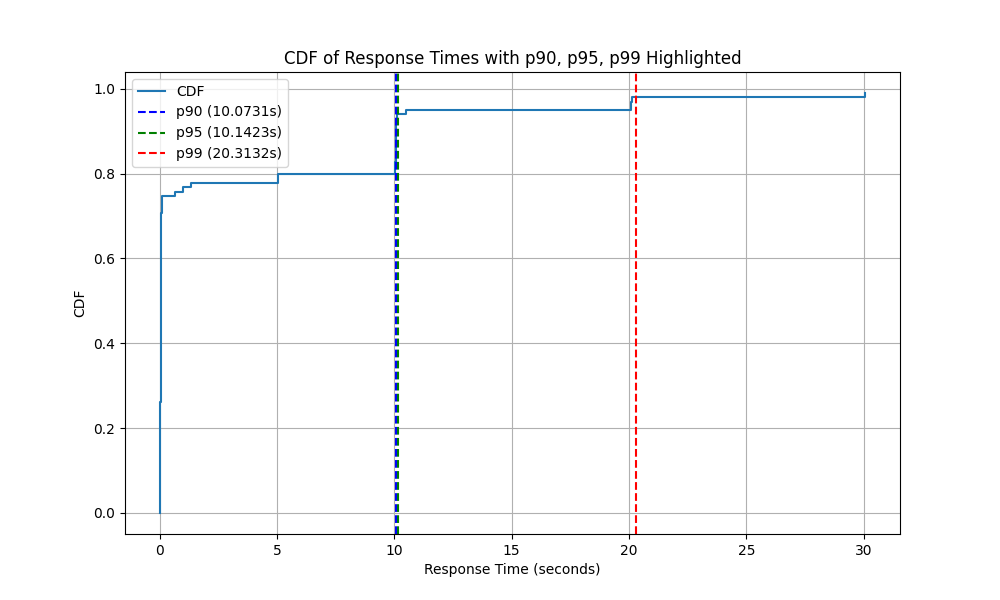 CDF of Response Times with p90, p95, p99 Highlighted
CDF
p90 (10.0731s)
p95 (10.1423s)
p99 (20.3132s)
1.0
0.8
0.6
0.4
0.2
0.0
CDF
0 5 10 15 20 25 30
Response Time (seconds)